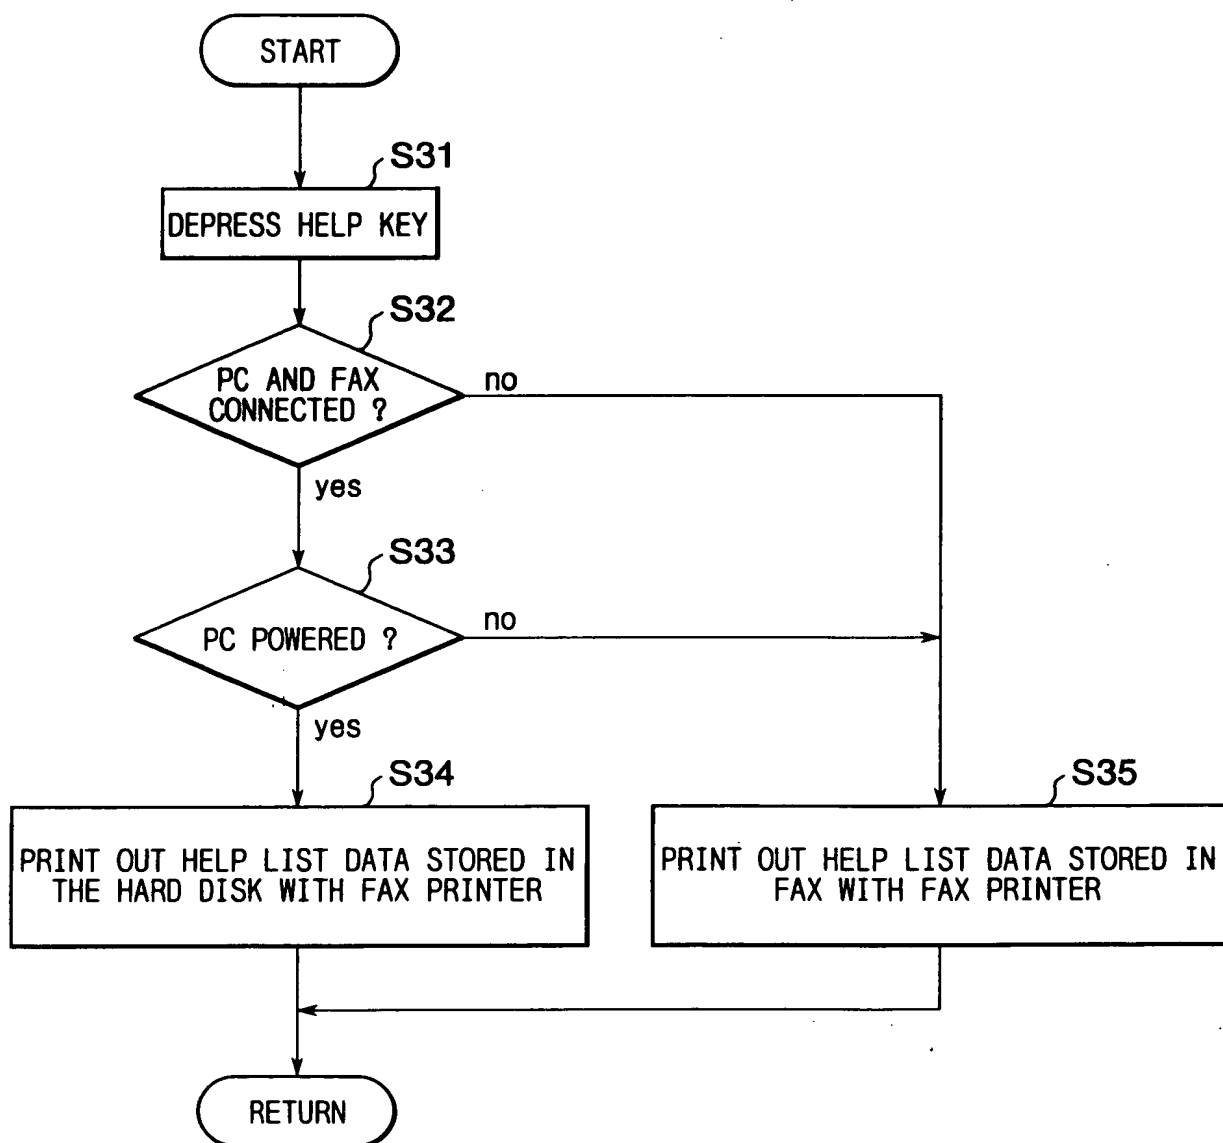 START
S31
DEPRESS HELP KEY
S32
PC AND FAX
CONNECTED ?
no
yes
S33
PC POWERED ?
no
yes
S34
PRINT OUT HELP LIST DATA STORED IN
THE HARD DISK WITH FAX PRINTER
S35
PRINT OUT HELP LIST DATA STORED IN
FAX WITH FAX PRINTER
RETURN